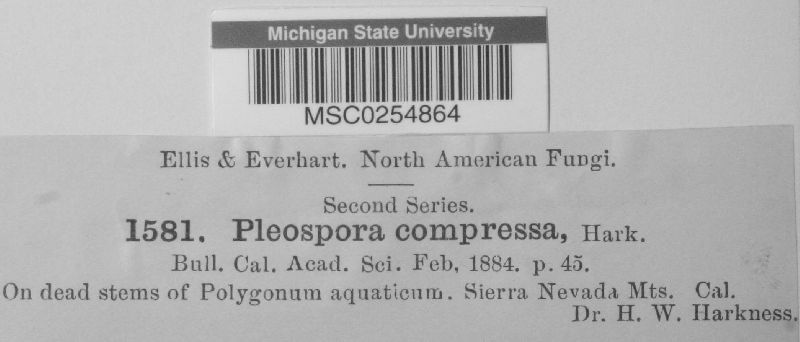 Michigan State University
MSC0254864
Ellis & Everhart. North American Fungi.
Second Series.
1581. Pleospora compressa, Hark.
Bull. Cal. Acad. Sci. Feb, 1884. p. 45.
On dead stems of Polygonum aquaticum. Sierra Nevada Mts. Cal.
Dr. H. W. Harkness.